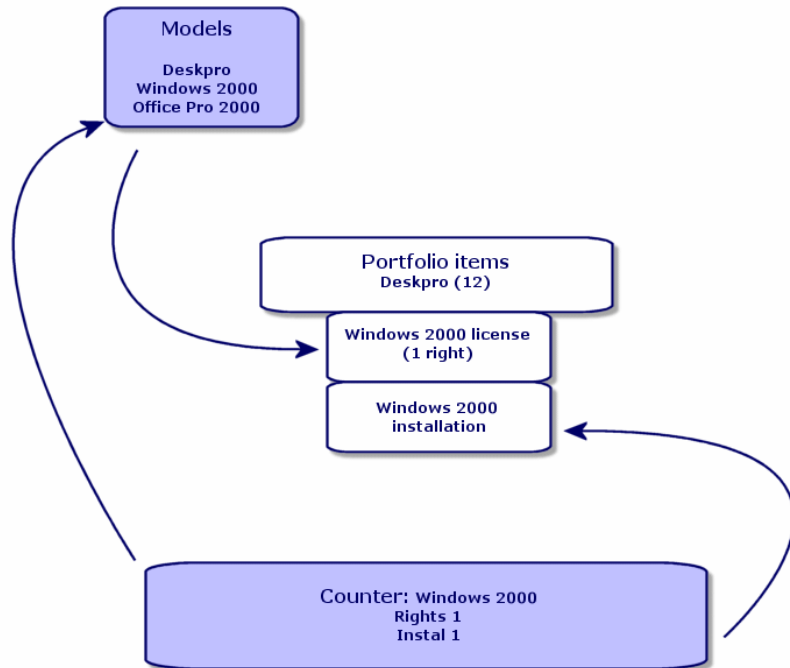 Models
Deskpro
Windows 2000
Office Pro 2000
Portfolio items
Deskpro (12)
Windows 2000 license
(1 right)
Windows 2000
installation
Counter: Windows 2000
Rights 1
Instal 1